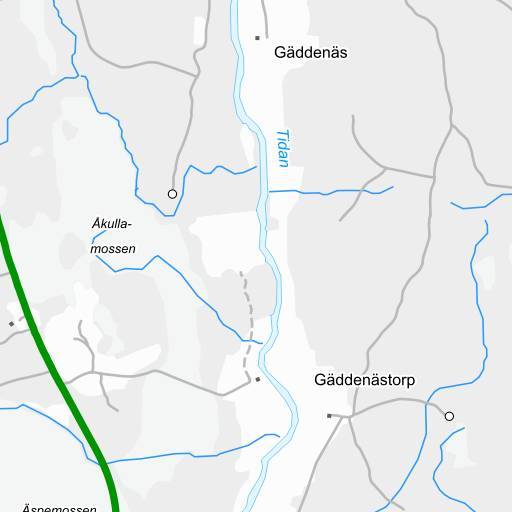 Gäddenäs
Tidan
Åkulla-
mossen
Gäddenästorp
Äspemossen